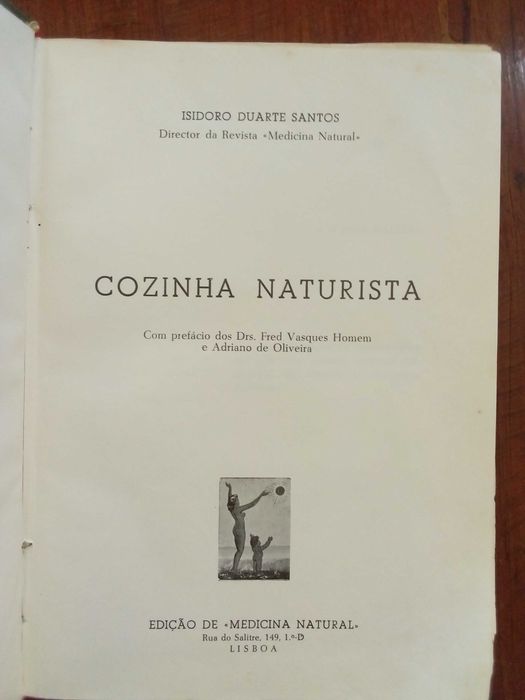 ISIDORO DUARTE SANTOS
Director da Revista «Medicina Natural»
COZINHA NATURISTA
Com prefácio dos Drs. Fred Vasques Homem
e Adriano de Oliveira
EDIÇÃO DE «MEDICINA NATURAL»
Rua do Salitre, 149, 1.º-D
LISBOA